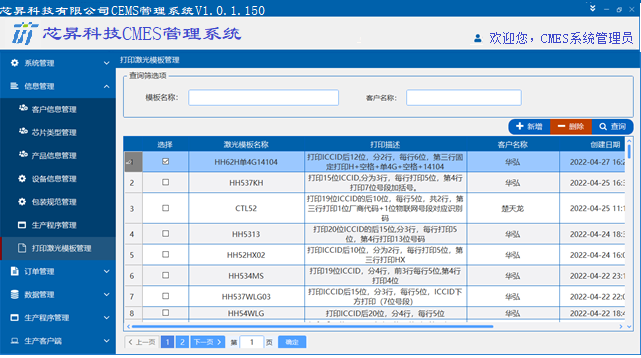 芯昇科技有限公司CEMS管理系统V1.0.1.150
芯昇科技CMES管理系统
欢迎您，CMES系统管理员
系统管理
信息管理
客户信息管理
芯片类型管理
产品信息管理
设备信息管理
包装规范管理
生产程序管理
打印激光模板管理
订单管理
数据管理
生产程序管理
生产客户端
打印激光模板管理
查询筛选项
模板名称：
客户名称：
新增
删除
查询
选择 激光模板名称 打印描述 客户名称 创建日期
1 HH62H单4G14104 打印ICCID后12位，分2行，每行6位，第三行固定打印H+空格+单4G+空格+14104 华弘 2022-04-27 16:2
2 HH537KH 打印15位ICCID,分为3行，每行打印5位，第4行打印7位号段加括号。 华弘 2022-04-25 16:3
3 CTL52 打印19位ICCID的后10位，每行5位，共2行，第三行打印1位厂商代码+1位物联网号段对应识别码 楚天龙 2022-04-25 11:1
4 HH5313 打印20位ICCID的后15位,分3行，每行打印5位，第4行打印13位号码 华弘 2022-04-24 18:3
5 HH52HX02 打印ICCID后10位，分为2行，每行打印5位，第三行打印HX 华弘 2022-04-24 16:0
6 HH534MS 打印19位ICCID，分4行，前3行每行5位,第4行打印4位 华弘 2022-04-22 23:1
7 HH537WLG03 打印ICCID后15位，分3行，每行5位，ICCID下方打印（7位号段） 华弘 2022-04-22 22:0
8 HH54WLG 打印ICCID后20位，分4行，每行5位 华弘 2022-04-22 18:4
上一页 1 2 下一页 第 1 页 确定